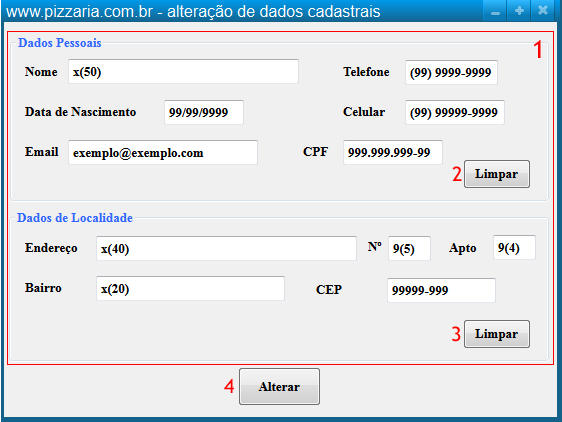 www.pizzaria.com.br - alteração de dados cadastrais
Dados Pessoais
1
Nome x(50) Telefone (99) 9999-9999
Data de Nascimento 99/99/9999 Celular (99) 99999-9999
Email exemplo@exemplo.com CPF 999.999.999-99
2 Limpar
Dados de Localidade
Endereço x(40) Nº 9(5) Apto 9(4)
Bairro x(20) CEP 99999-999
3 Limpar
4 Alterar